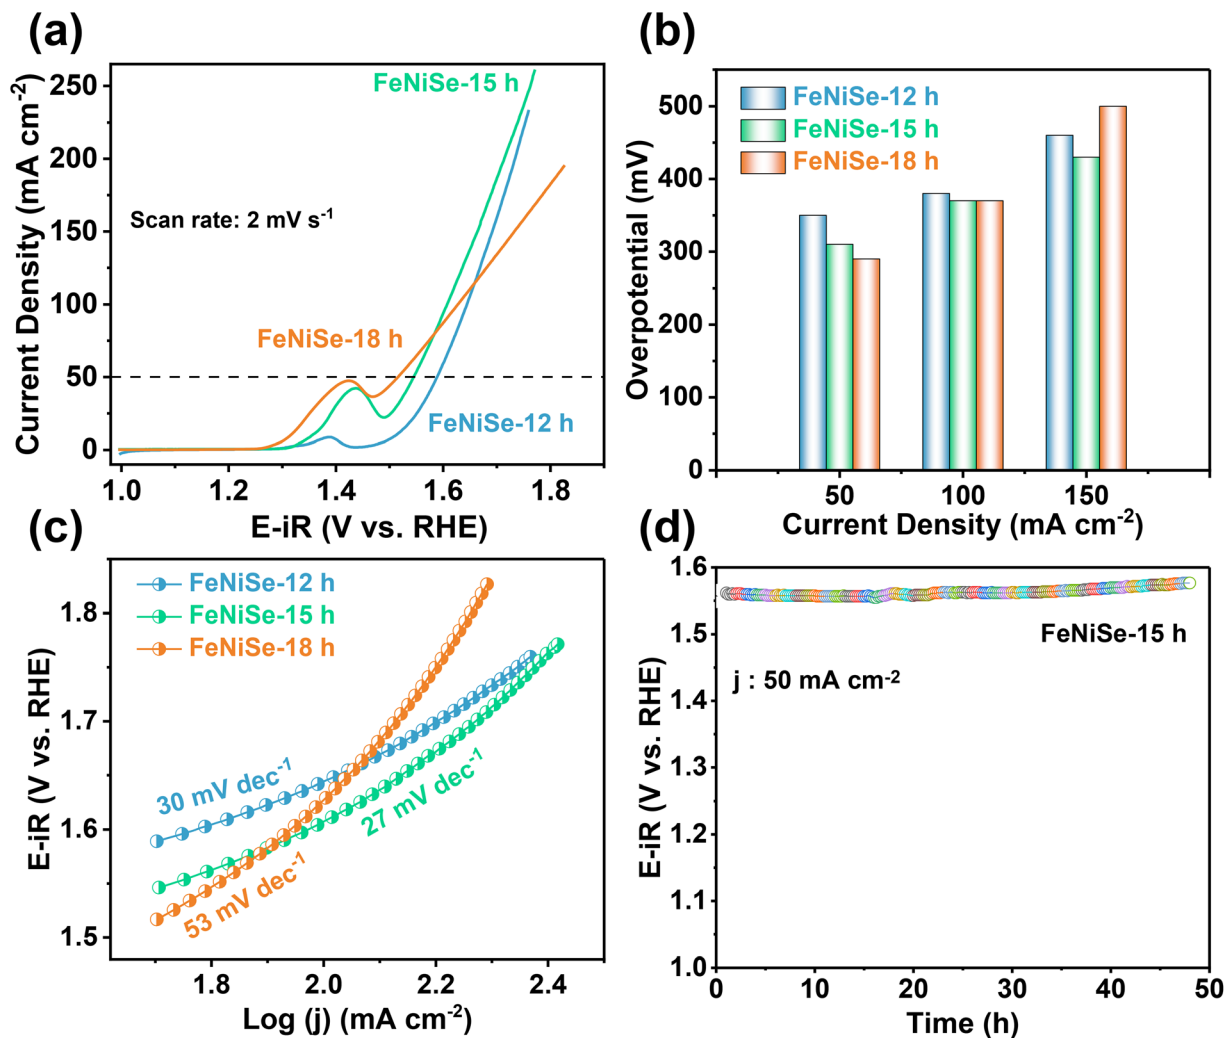 (a)
Current Density (mA cm-2)
250
200
150
100
50
0
FeNiSe-15 h
Scan rate: 2 mV s-1
FeNiSe-18 h
FeNiSe-12 h
1.0 1.2 1.4 1.6 1.8
E-iR (V vs. RHE)
(b)
Overpotential (mV)
500
400
300
200
100
0
FeNiSe-12 h
FeNiSe-15 h
FeNiSe-18 h
50 100 150
Current Density (mA cm-2)
(c)
E-iR (V vs. RHE)
1.8
1.7
1.6
1.5
FeNiSe-12 h
FeNiSe-15 h
FeNiSe-18 h
30 mV dec-1
27 mV dec-1
53 mV dec-1
1.8 2.0 2.2 2.4
Log (j) (mA cm-2)
(d)
E-iR (V vs. RHE)
1.6
1.5
1.4
1.3
1.2
1.1
1.0
FeNiSe-15 h
j : 50 mA cm-2
0 10 20 30 40 50
Time (h)